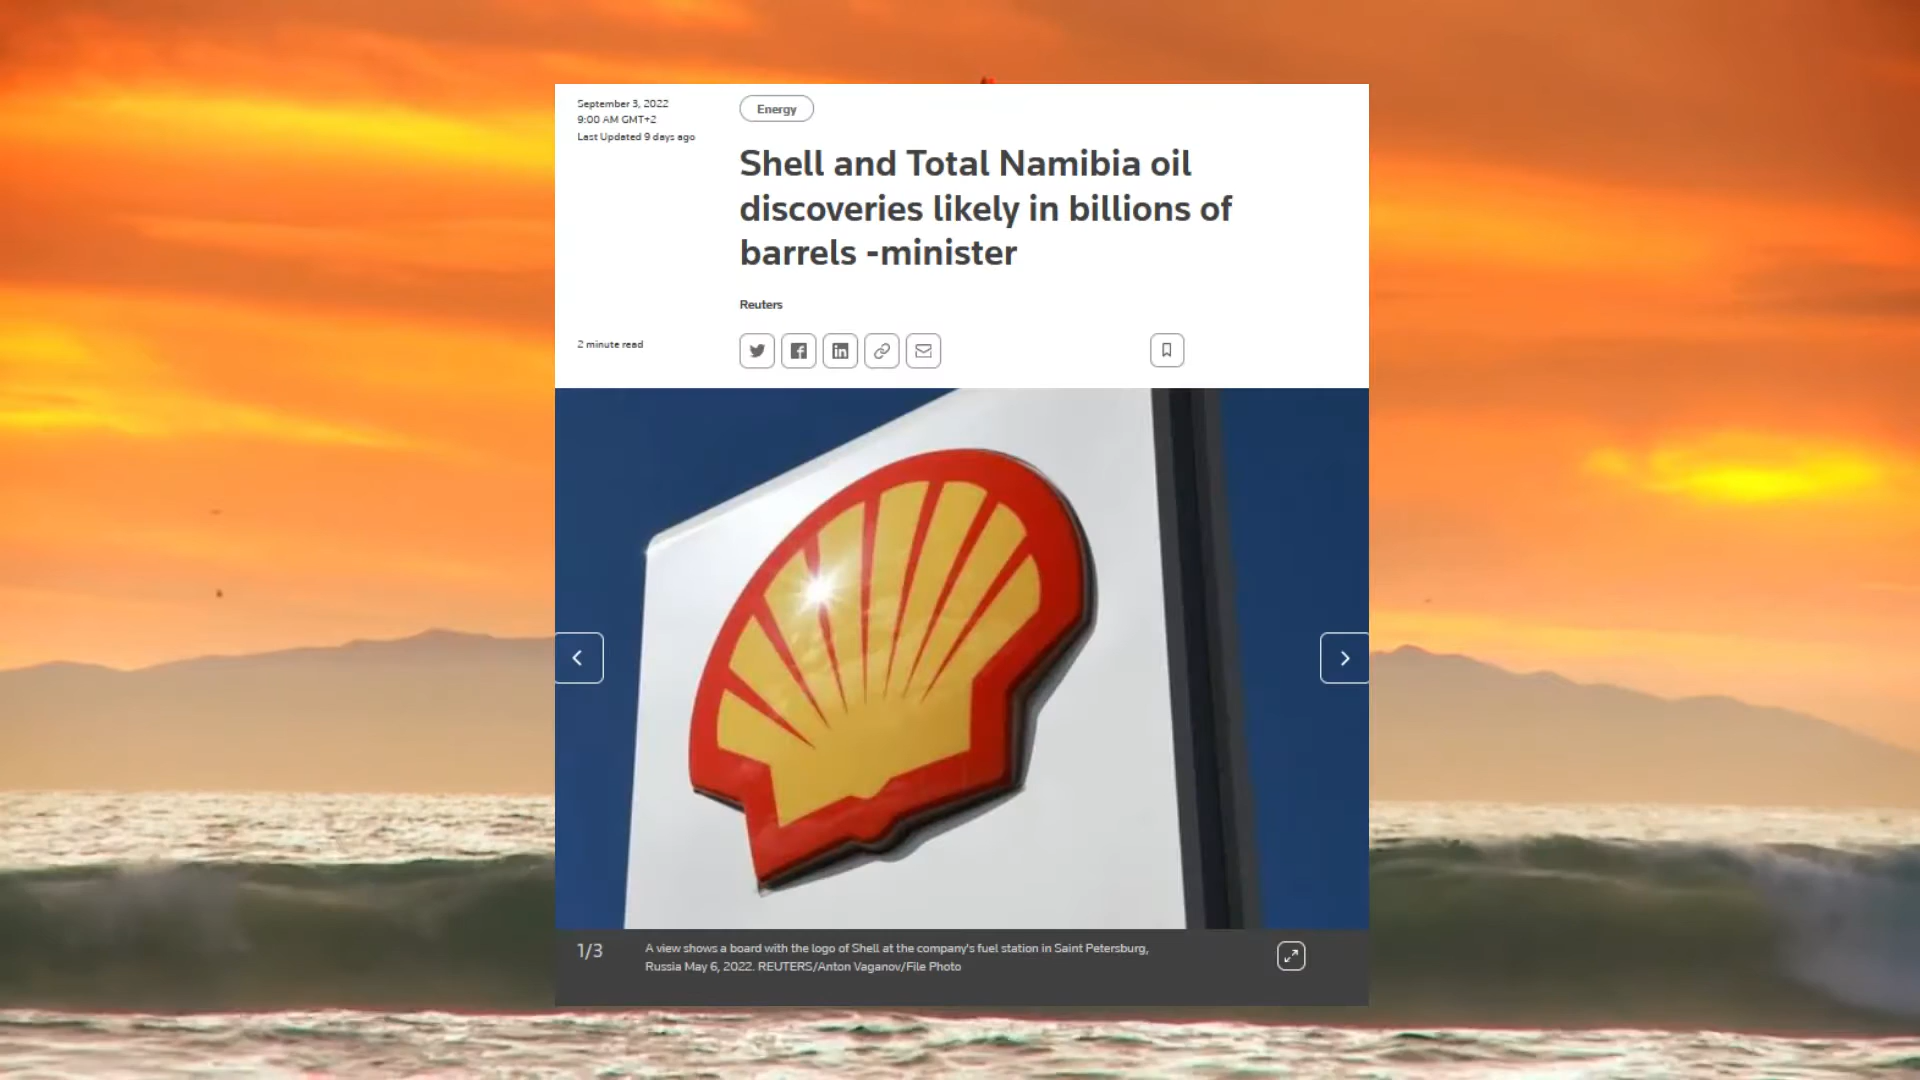 September 3, 2022
9:00 AM GMT+2
Last Updated 9 days ago
Energy
Shell and Total Namibia oil
discoveries likely in billions of
barrels -minister
Reuters
2 minute read
1/3
A view shows a board with the logo of Shell at the company's fuel station in Saint Petersburg,
Russia May 6, 2022. REUTERS/Anton Vaganov/File Photo